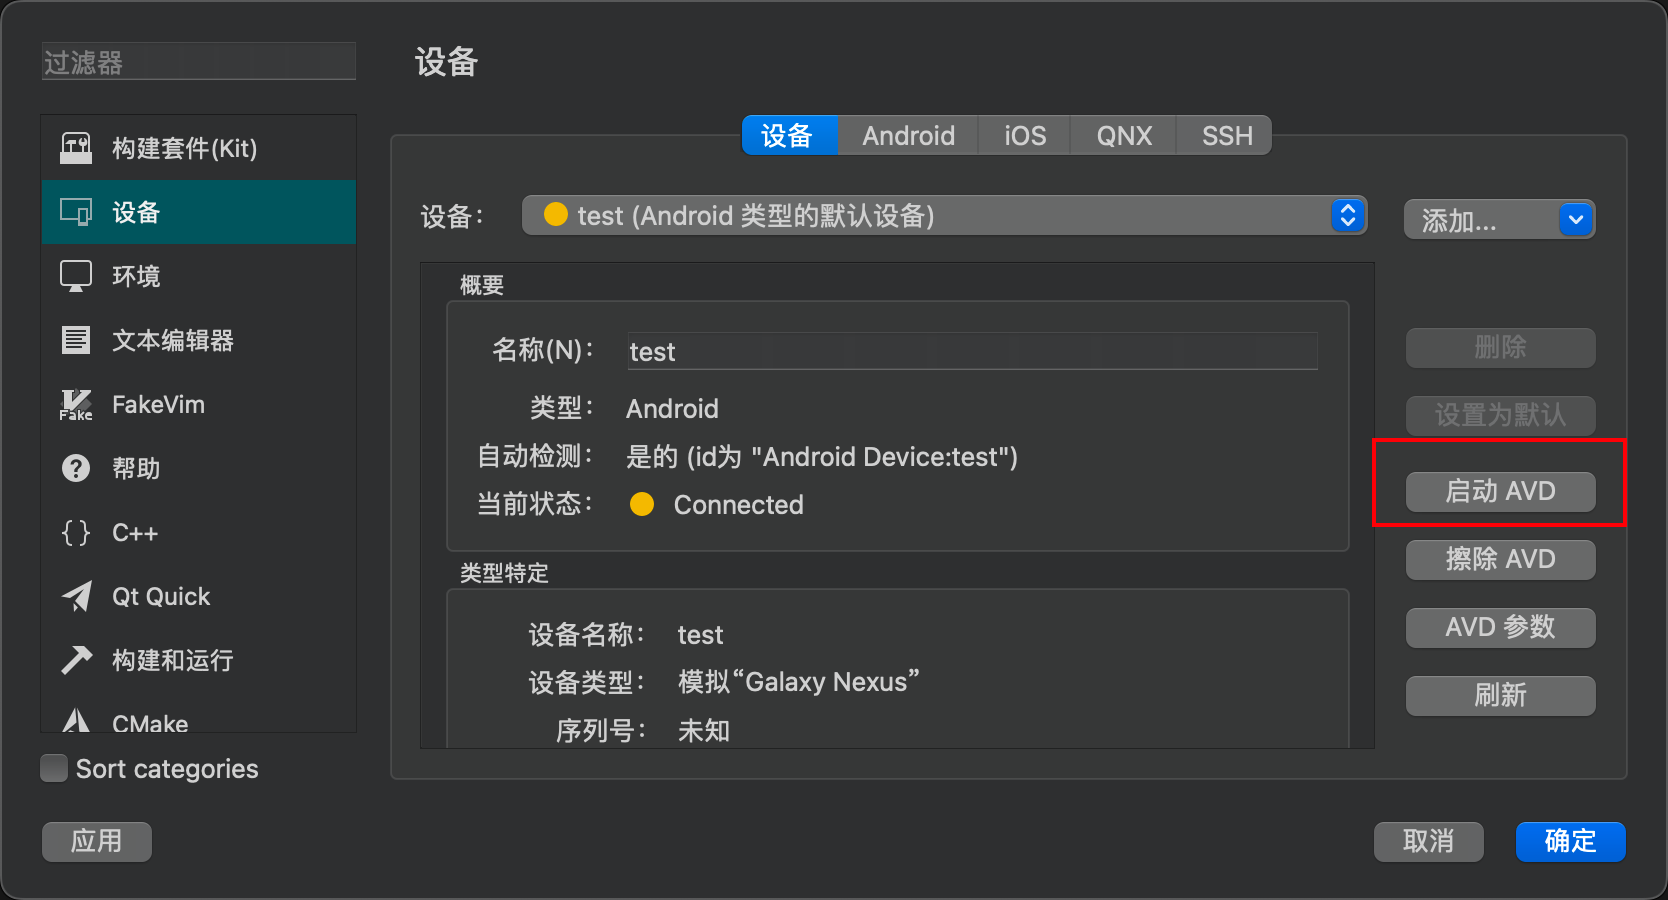 过滤器
设备
构建套件(Kit)
设备
环境
文本编辑器
Fake
FakeVim
帮助
C++
Qt Quick
构建和运行
CMake
Sort categories
设备 Android iOS QNX SSH
设备： test (Android 类型的默认设备) 添加...
概要
名称(N)： test
类型： Android
自动检测： 是的 (id为 "Android Device:test")
当前状态： Connected
类型特定
设备名称： test
设备类型： 模拟“Galaxy Nexus”
序列号： 未知
删除
设置为默认
启动 AVD
擦除 AVD
AVD 参数
刷新
应用
取消 确定